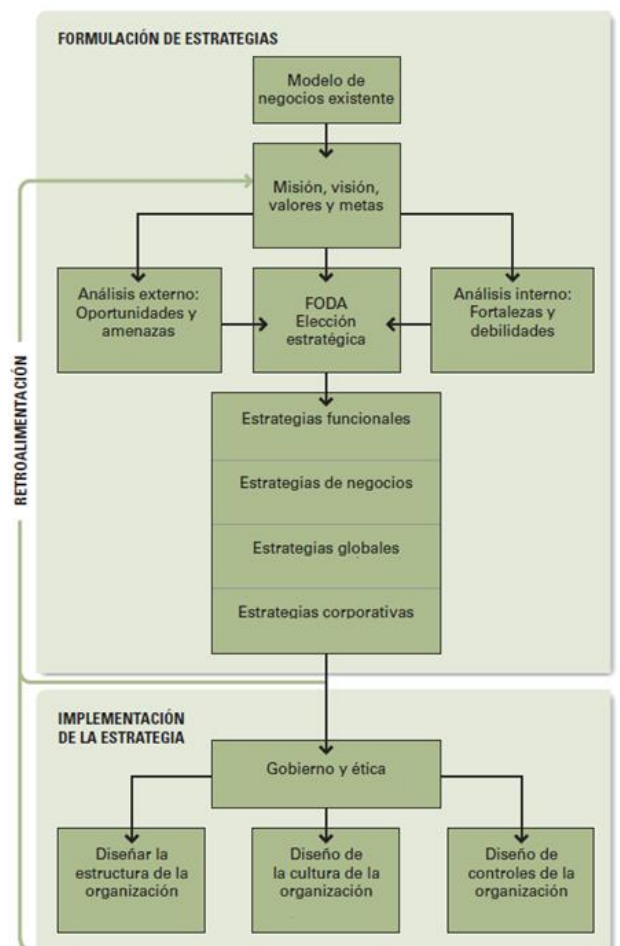 FORMULACIÓN DE ESTRATEGIAS
Modelo de
negocios existente
Misión, visión,
valores y metas
Análisis externo:
Oportunidades y
amenazas
FODA
Elección
estratégica
Análisis interno:
Fortalezas y
debilidades
RETROALIMENTACIÓN
Estrategias funcionales
Estrategias de negocios
Estrategias globales
Estrategias corporativas
IMPLEMENTACIÓN
DE LA ESTRATEGIA
Gobierno y ética
Diseñar la
estructura de la
organización
Diseño de
la cultura de la
organización
Diseño de
controles de la
organización